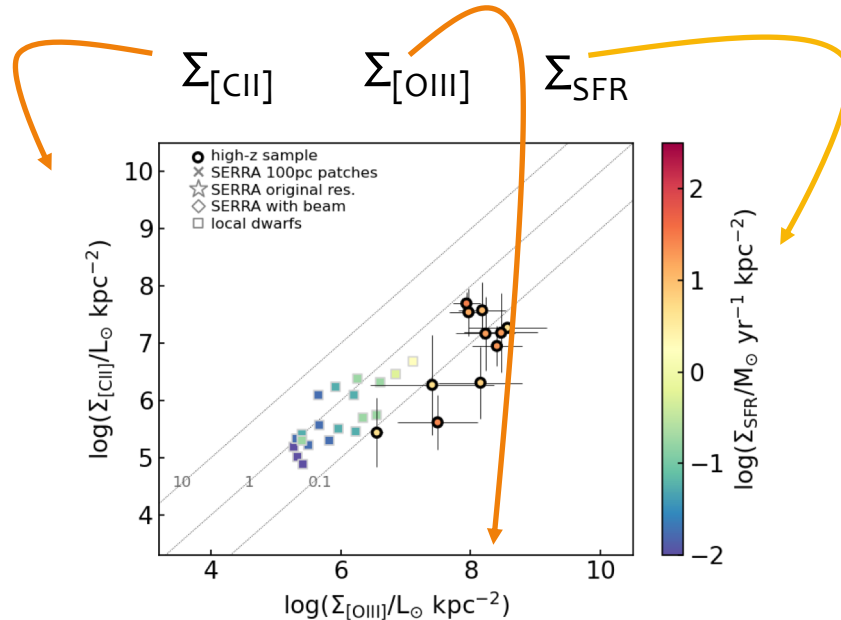 Σ[CII] Σ[OIII] ΣSFR
high-z sample
SERRA 100pc patches
SERRA original res.
SERRA with beam
local dwarfs
10
9
8
7
6
5
4
log(Σ[CII]/L⊙ kpc⁻²)
10 1 0.1
4 6 8 10
log(Σ[OIII]/L⊙ kpc⁻²)
2
1
0
−1
−2
log(ΣSFR/M⊙ yr⁻¹ kpc⁻²)